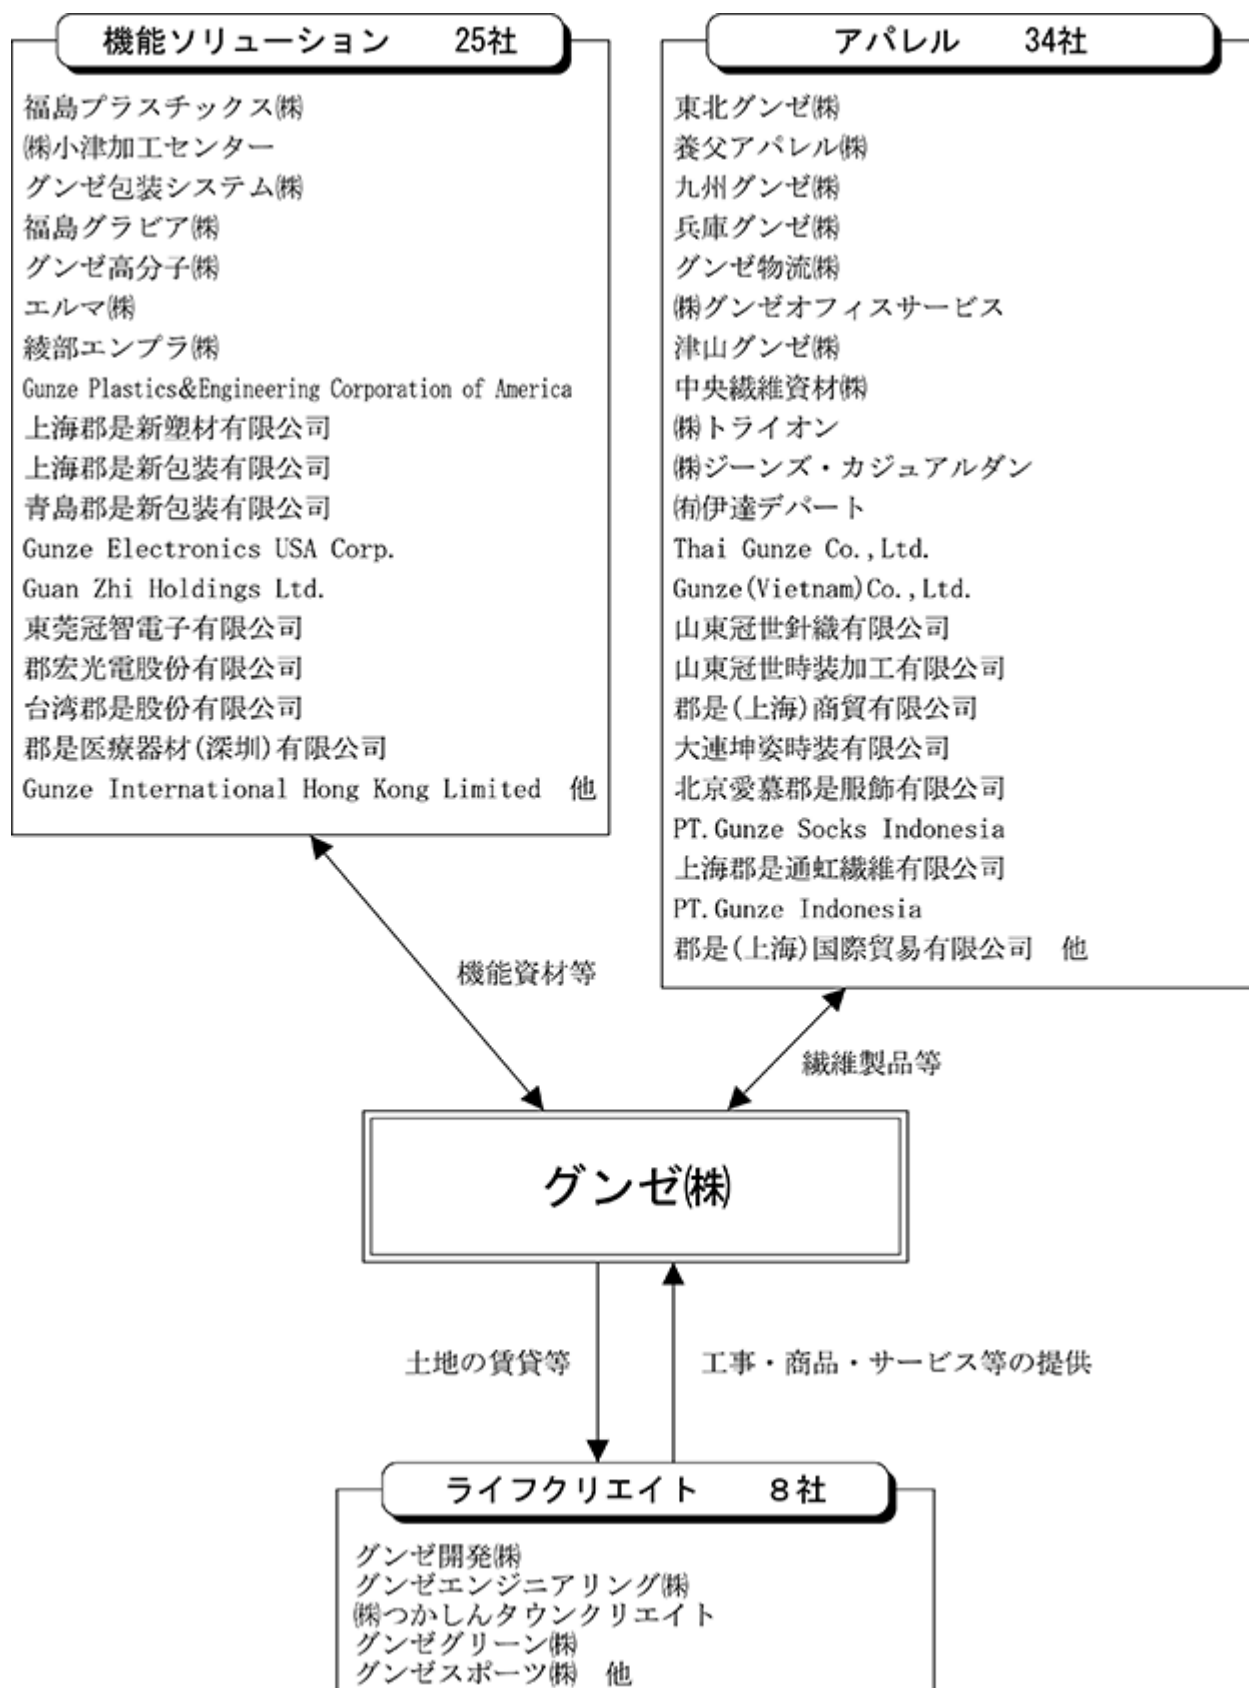 機能ソリューション 25社
福島プラスチックス㈱
㈱小津加工センター
グンゼ包装システム㈱
福島グラビア㈱
グンゼ高分子㈱
エルマ㈱
綾部エンプラ㈱
Gunze Plastics&Engineering Corporation of America
上海郡是新塑材有限公司
上海郡是新包装有限公司
青島郡是新包装有限公司
Gunze Electronics USA Corp.
Guan Zhi Holdings Ltd.
東莞冠智電子有限公司
郡宏光電股份有限公司
台湾郡是股份有限公司
郡是医療器材(深圳)有限公司
Gunze International Hong Kong Limited 他
アパレル 34社
東北グンゼ㈱
養父アパレル㈱
九州グンゼ㈱
兵庫グンゼ㈱
グンゼ物流㈱
㈱グンゼオフィスサービス
津山グンゼ㈱
中央繊維資材㈱
㈱トライオン
㈱ジーンズ・カジュアルダン
㈲伊達デパート
Thai Gunze Co.,Ltd.
Gunze(Vietnam)Co.,Ltd.
山東冠世針織有限公司
山東冠世時装加工有限公司
郡是(上海)商貿有限公司
大連坤姿時装有限公司
北京愛慕郡是服飾有限公司
PT.Gunze Socks Indonesia
上海郡是通虹繊維有限公司
PT.Gunze Indonesia
郡是(上海)国際貿易有限公司 他
機能資材等
繊維製品等
グンゼ㈱
土地の賃貸等
工事・商品・サービス等の提供
ライフクリエイト 8社
グンゼ開発㈱
グンゼエンジニアリング㈱
㈱つかしんタウンクリエイト
グンゼグリーン㈱
グンゼスポーツ㈱ 他